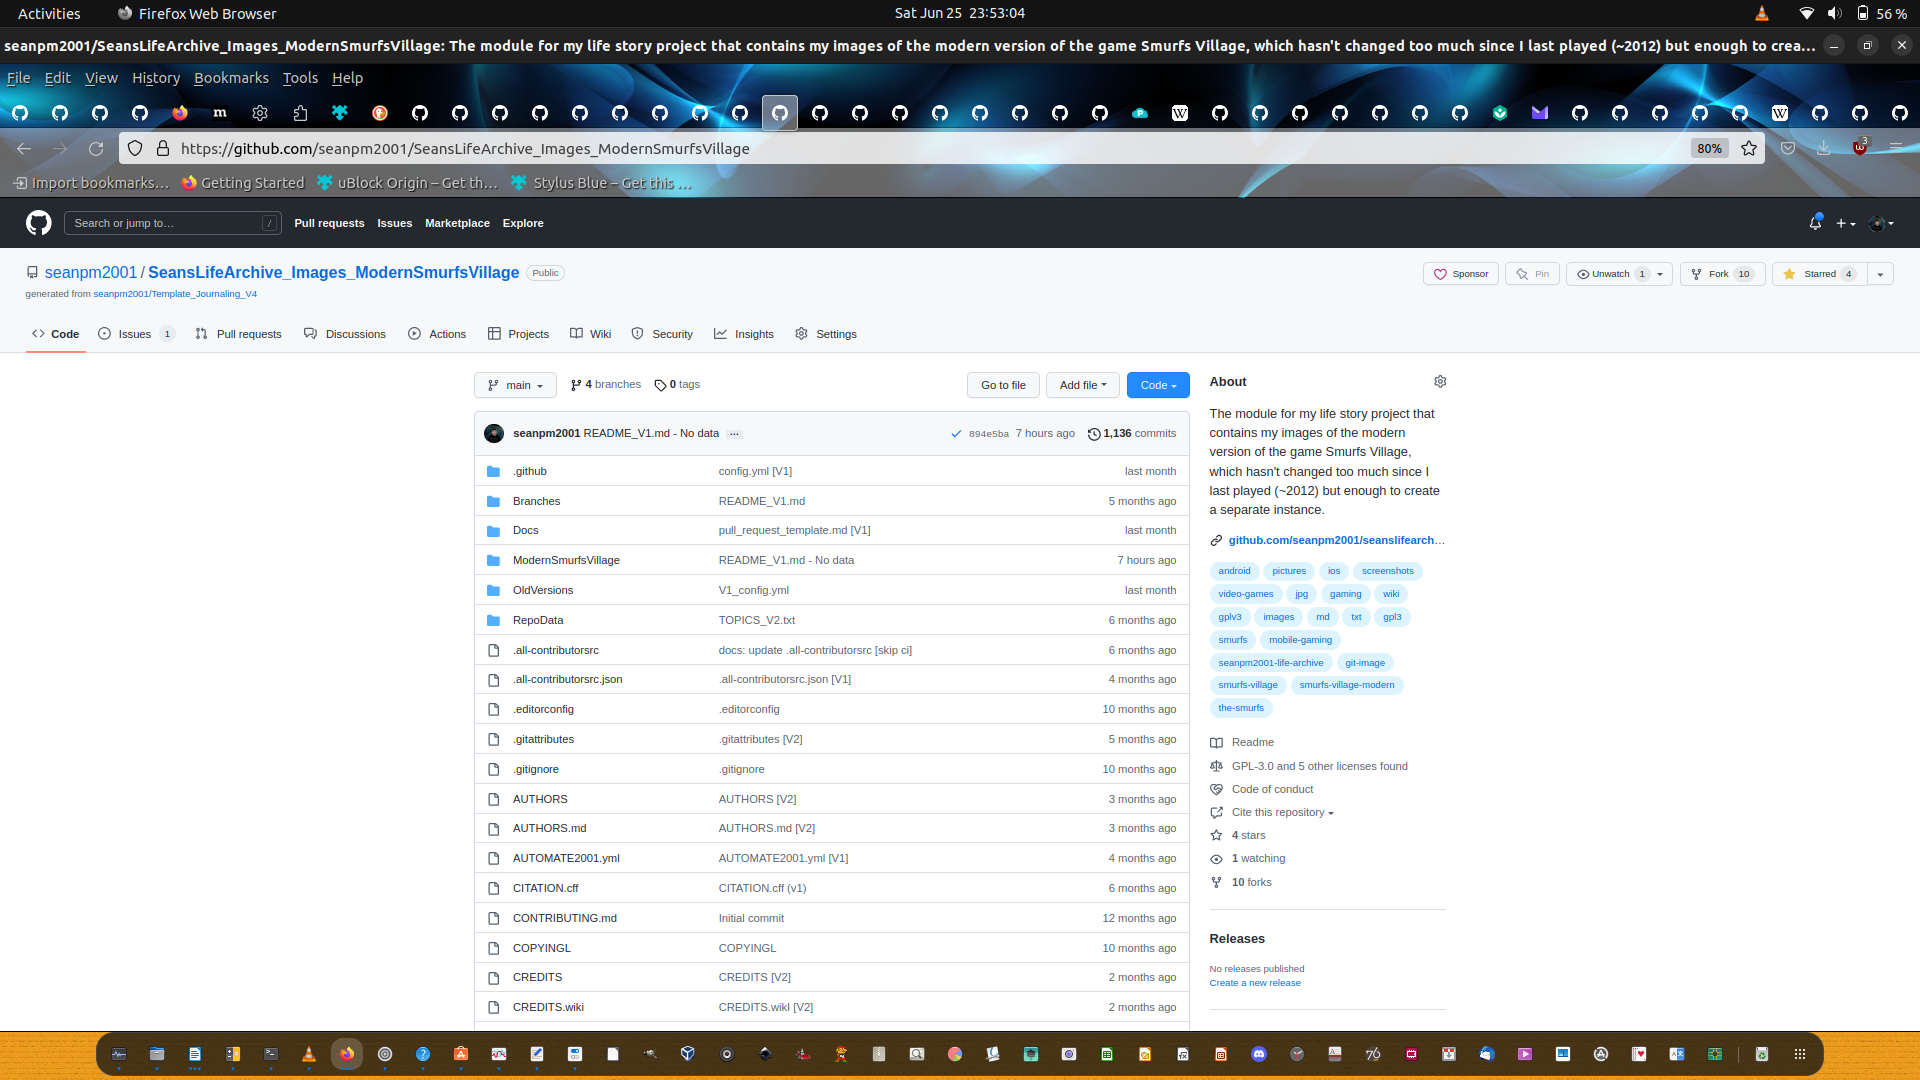 Activities
Firefox Web Browser
Sat Jun 25 23:53:04
56 %
seanpm2001/SeansLifeArchive_Images_ModernSmurfsVillage: The module for my life story project that contains my images of the modern version of the game Smurfs Village, which hasn't changed too much since I last played (~2012) but enough to crea…
File Edit View History Bookmarks Tools Help
https://github.com/seanpm2001/SeansLifeArchive_Images_ModernSmurfsVillage
80%
3
Import bookmarks… Getting Started uBlock Origin – Get th… Stylus Blue – Get this …
Search or jump to… /
Pull requests Issues Marketplace Explore
seanpm2001 / SeansLifeArchive_Images_ModernSmurfsVillage Public
generated from seanpm2001/Template_Journaling_V4
Sponsor Pin Unwatch 1 Fork 10 Starred 4
Code Issues 1 Pull requests Discussions Actions Projects Wiki Security Insights Settings
main 4 branches 0 tags Go to file Add file Code
seanpm2001 README_V1.md - No data … 894e5ba 7 hours ago 1,136 commits
.github config.yml [V1] last month
Branches README_V1.md 5 months ago
Docs pull_request_template.md [V1] last month
ModernSmurfsVillage README_V1.md - No data 7 hours ago
OldVersions V1_config.yml last month
RepoData TOPICS_V2.txt 6 months ago
.all-contributorsrc docs: update .all-contributorsrc [skip ci] 6 months ago
.all-contributorsrc.json .all-contributorsrc.json [V1] 4 months ago
.editorconfig .editorconfig 10 months ago
.gitattributes .gitattributes [V2] 5 months ago
.gitignore .gitignore 10 months ago
AUTHORS AUTHORS [V2] 3 months ago
AUTHORS.md AUTHORS.md [V2] 3 months ago
AUTOMATE2001.yml AUTOMATE2001.yml [V1] 4 months ago
CITATION.cff CITATION.cff (v1) 6 months ago
CONTRIBUTING.md Initial commit 12 months ago
COPYINGL COPYINGL 10 months ago
CREDITS CREDITS [V2] 2 months ago
CREDITS.wiki CREDITS.wikI [V2] 2 months ago
About
The module for my life story project that
contains my images of the modern
version of the game Smurfs Village,
which hasn't changed too much since I
last played (~2012) but enough to create
a separate instance.
github.com/seanpm2001/seanslifearch…
android pictures ios screenshots
video-games jpg gaming wiki
gplv3 images md txt gpl3
smurfs mobile-gaming
seanpm2001-life-archive git-image
smurfs-village smurfs-village-modern
the-smurfs
Readme
GPL-3.0 and 5 other licenses found
Code of conduct
Cite this repository
4 stars
1 watching
10 forks
Releases
No releases published
Create a new release